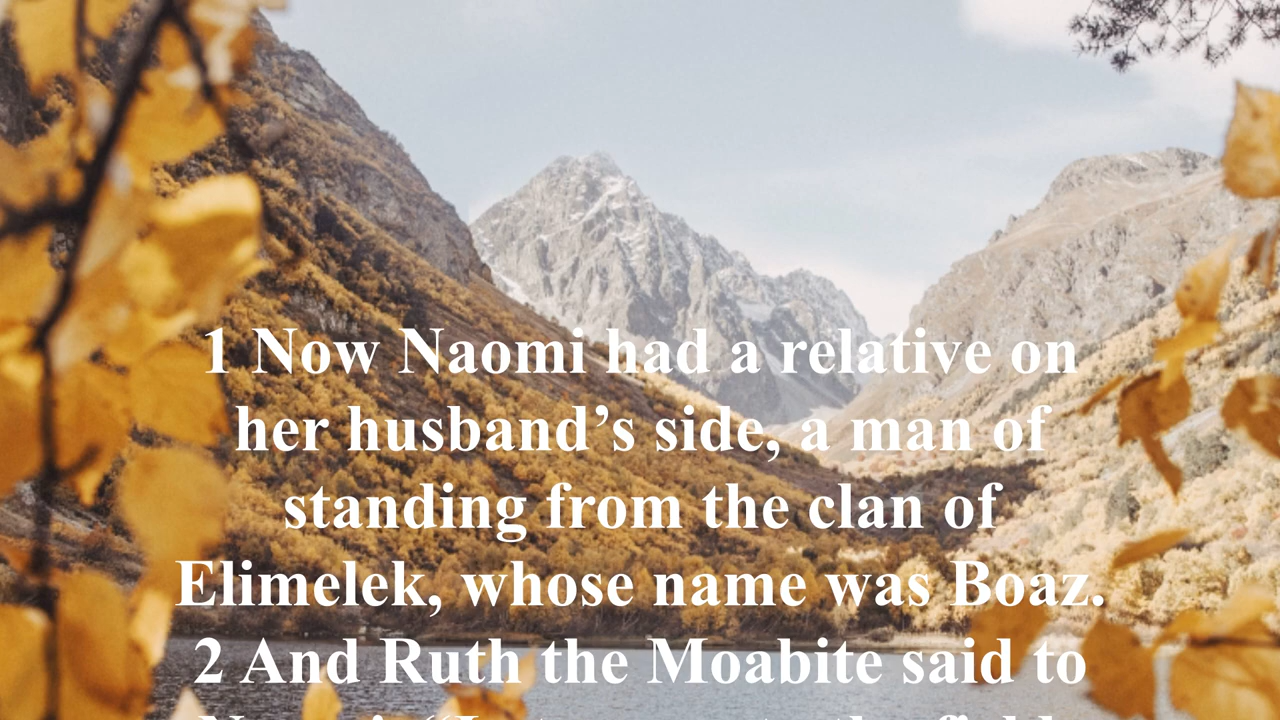 1 Now Naomi had a relative on
her husband’s side, a man of
standing from the clan of
Elimelek, whose name was Boaz.
2 And Ruth the Moabite said to